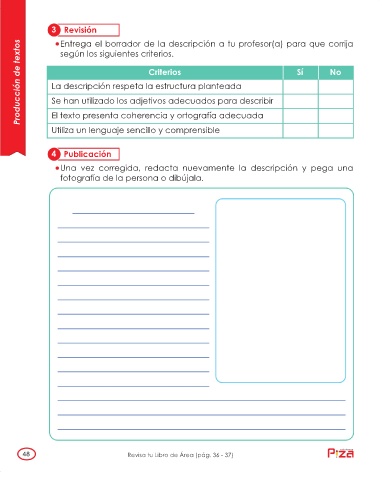 Producción de textos
3 Revisión
•Entrega el borrador de la descripción a tu profesor(a) para que corrija
según los siguientes criterios.
Criterios Sí No
La descripción respeta la estructura planteada
Se han utilizado los adjetivos adecuados para describir
El texto presenta coherencia y ortografía adecuada
Utiliza un lenguaje sencillo y comprensible
4 Publicación
•Una vez corregida, redacta nuevamente la descripción y pega una
fotografía de la persona o dibújala.
48
Revisa tu Libro de Área (pág. 36 - 37)
Pizá